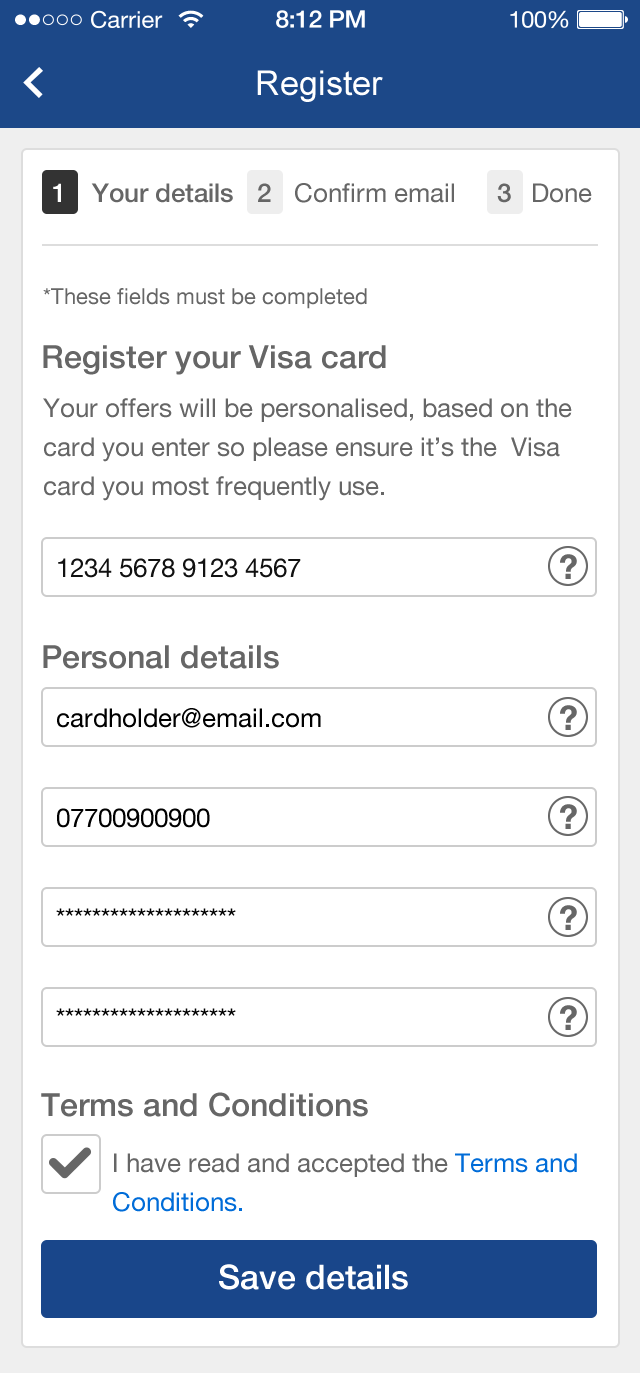 Carrier 8:12 PM 100%
Register
1 Your details 2 Confirm email 3 Done
*These fields must be completed
Register your Visa card
Your offers will be personalised, based on the
card you enter so please ensure it’s the  Visa
card you most frequently use.
1234 5678 9123 4567 ?
Personal details
cardholder@email.com ?
07700900900 ?
******************** ?
******************** ?
Terms and Conditions
I have read and accepted the Terms and
Conditions.
Save details